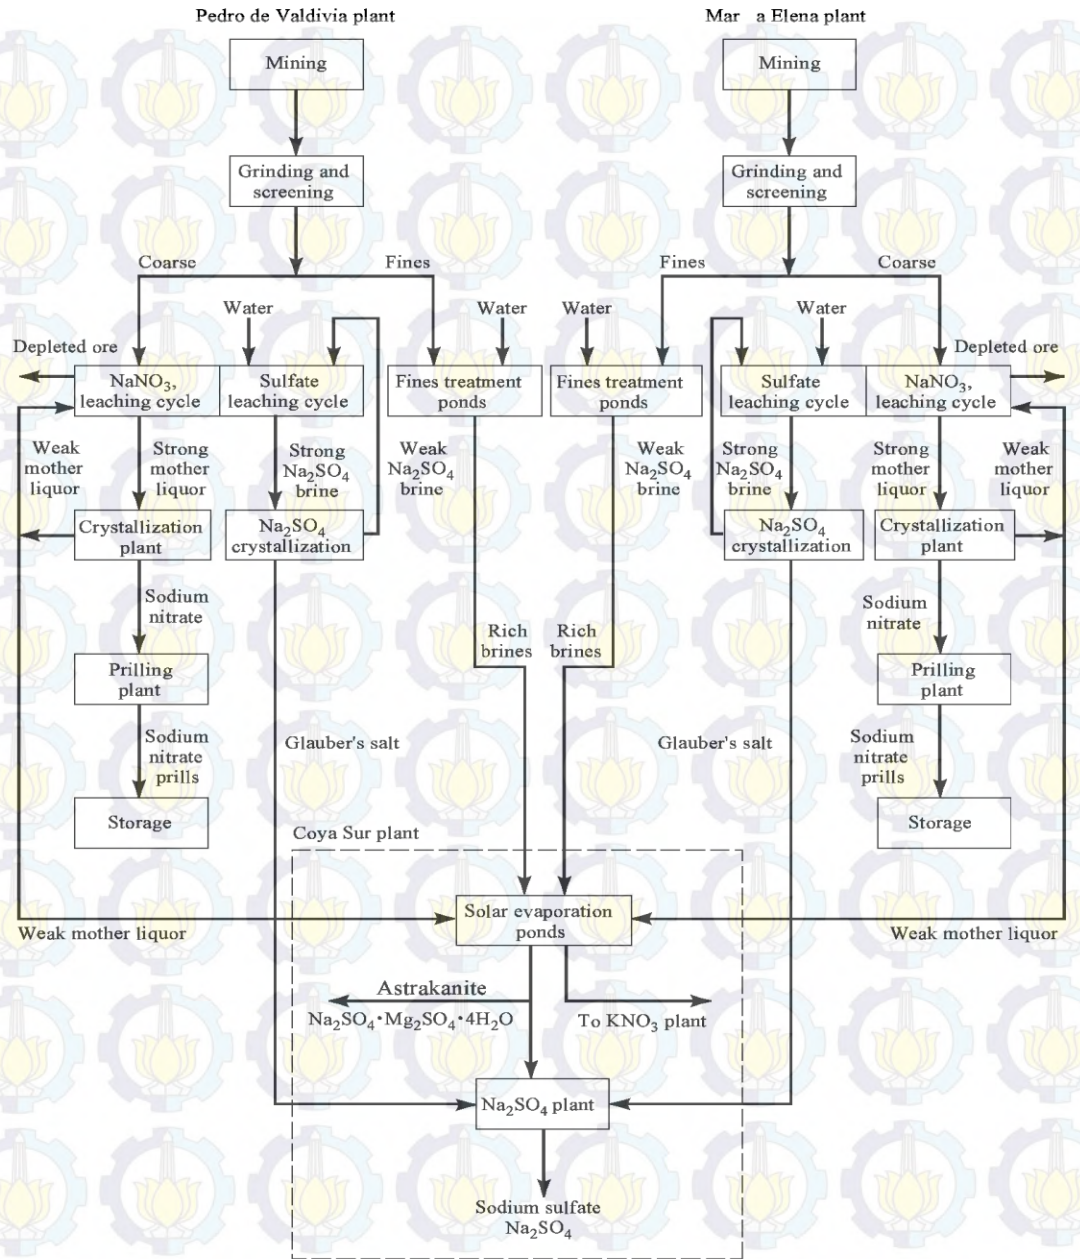 Pedro de Valdivia plant
Mar a Elena plant
Mining
Mining
Grinding and
screening
Grinding and
screening
Coarse
Fines
Fines
Coarse
Water
Water
Water
Water
Depleted ore
Depleted ore
NaNO₃,
leaching cycle
Sulfate
leaching cycle
Fines treatment
ponds
Fines treatment
ponds
Sulfate
leaching cycle
NaNO₃,
leaching cycle
Weak
mother
liquor
Strong
mother
liquor
Strong
Na₂SO₄
brine
Weak
Na₂SO₄
brine
Weak
Na₂SO₄
brine
Strong
Na₂SO₄
brine
Strong
mother
liquor
Weak
mother
liquor
Crystallization
plant
Na₂SO₄
crystallization
Na₂SO₄
crystallization
Crystallization
plant
Sodium
nitrate
Rich
brines
Rich
brines
Sodium
nitrate
Prilling
plant
Prilling
plant
Sodium
nitrate
prills
Glauber's salt
Glauber's salt
Sodium
nitrate
prills
Storage
Storage
Coya Sur plant
Solar evaporation
ponds
Weak mother liquor
Weak mother liquor
Astrakanite
Na₂SO₄·Mg₂SO₄·4H₂O
To KNO₃ plant
Na₂SO₄ plant
Sodium sulfate
Na₂SO₄